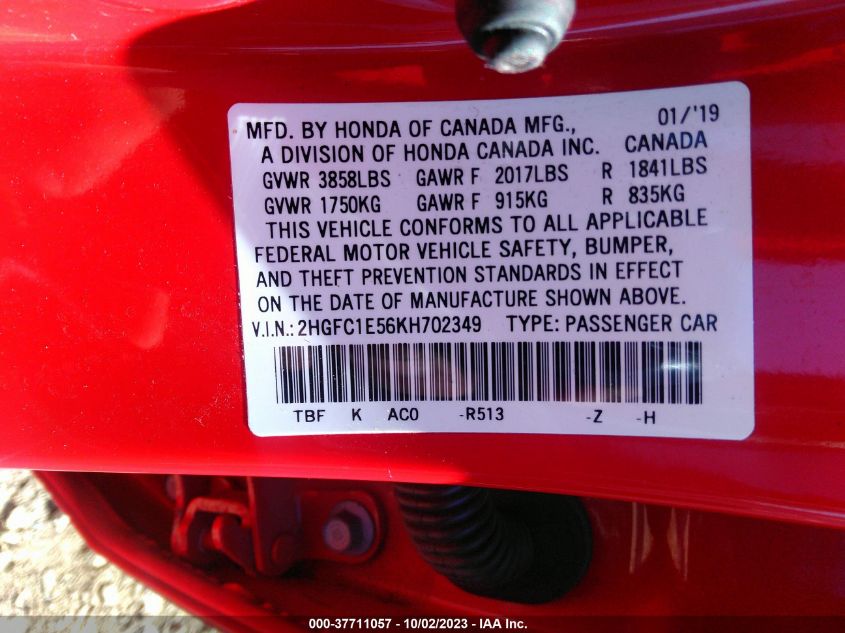 MFD. BY HONDA OF CANADA MFG., 01/'19
A DIVISION OF HONDA CANADA INC. CANADA
GVWR 3858LBS GAWR F 2017LBS R 1841LBS
GVWR 1750KG GAWR F 915KG R 835KG
THIS VEHICLE CONFORMS TO ALL APPLICABLE
FEDERAL MOTOR VEHICLE SAFETY, BUMPER,
AND THEFT PREVENTION STANDARDS IN EFFECT
ON THE DATE OF MANUFACTURE SHOWN ABOVE.
V.I.N.: 2HGFC1E56KH702349 TYPE: PASSENGER CAR
TBF K AC0 -R513 -Z -H
000-37711057 - 10/02/2023 - IAA Inc.